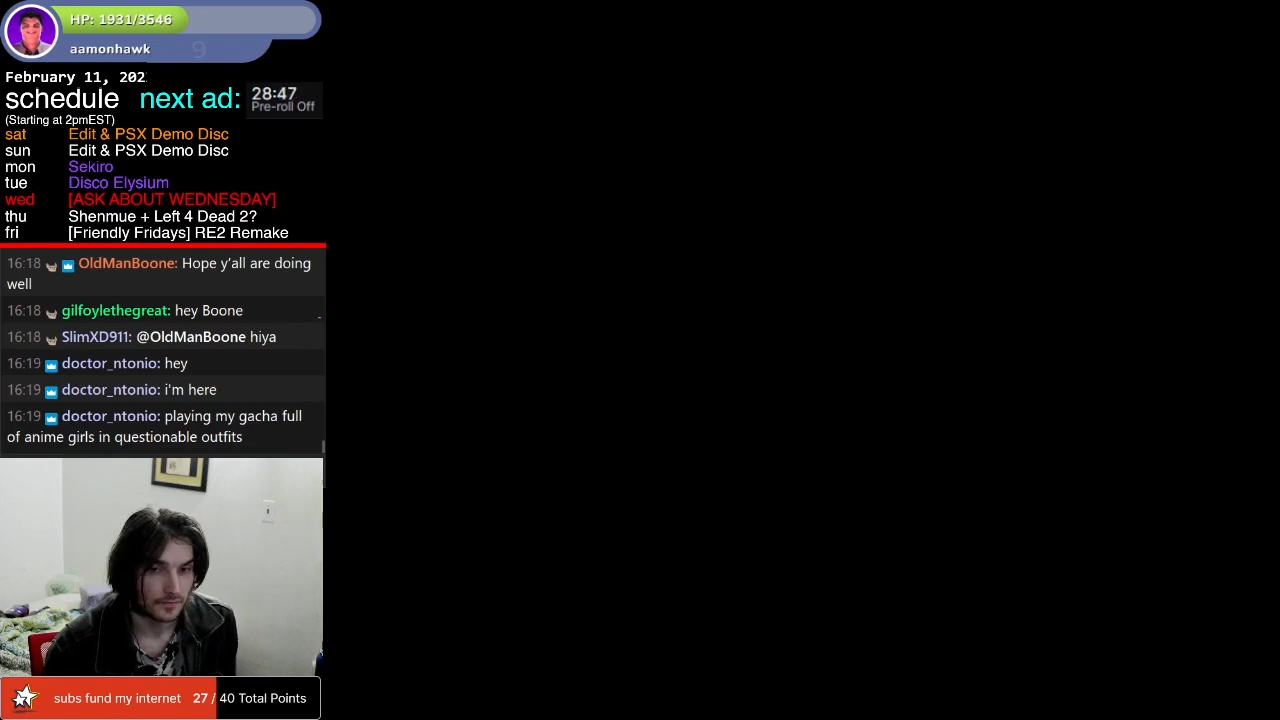 HP: 1931/3546
aamonhawk 9
February 11, 202
schedule next ad: 28:47
Pre-roll Off
(Starting at 2pmEST)
sat Edit & PSX Demo Disc
sun Edit & PSX Demo Disc
mon Sekiro
tue Disco Elysium
wed [ASK ABOUT WEDNESDAY]
thu Shenmue + Left 4 Dead 2?
fri [Friendly Fridays] RE2 Remake
16:18 OldManBoone: Hope y'all are doing
well
16:18 gilfoylethegreat: hey Boone
16:18 SlimXD911: @OldManBoone hiya
16:19 doctor_ntonio: hey
16:19 doctor_ntonio: i'm here
16:19 doctor_ntonio: playing my gacha full
of anime girls in questionable outfits
subs fund my internet 27 / 40 Total Points